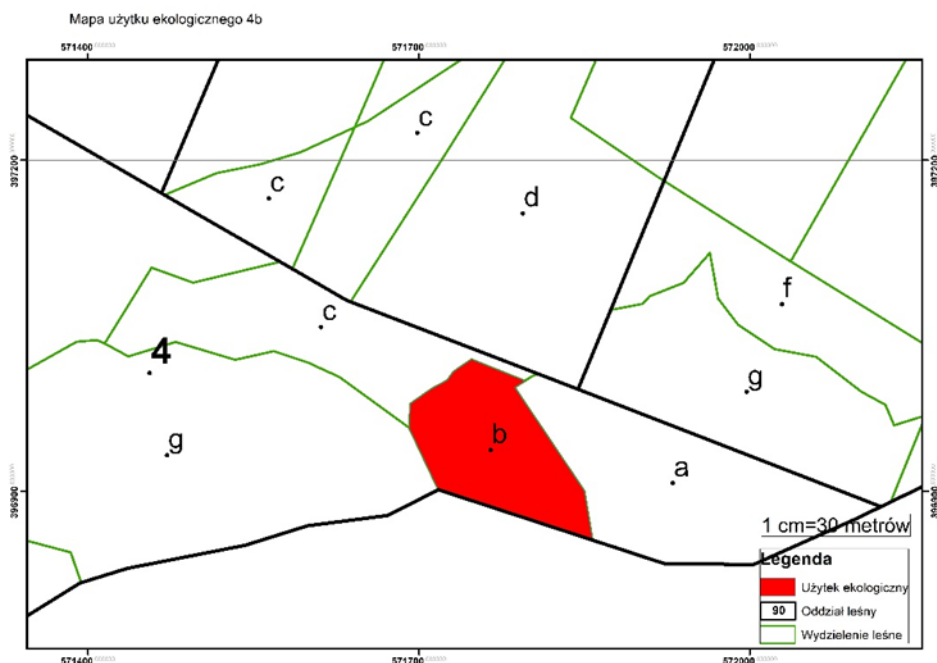 Mapa użytku ekologicznego 4b
571400 571700 572000
c
397200 397200
c
d
f
c
4
g
b
g
a
396900 396900
1 cm=30 metrów
Legenda
Użytek ekologiczny
90 Oddział leśny
Wydzielenie leśne
571400 571700 572000